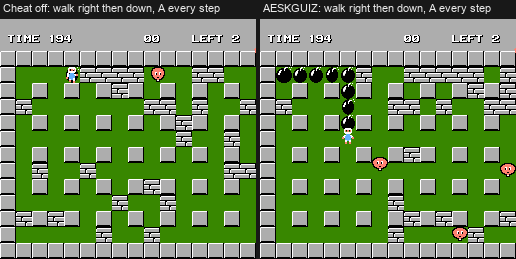 Cheat off: walk right then down, A every step
AESKGUIZ: walk right then down, A every step
TIME 194 00 LEFT 2
TIME 194 00 LEFT 2